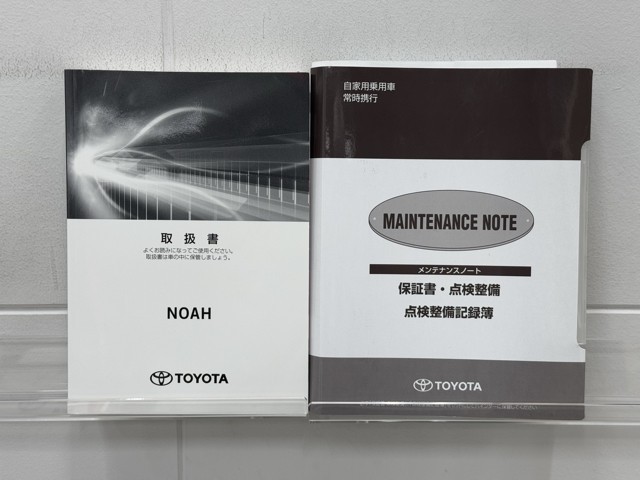 取扱書
よくお読みになってご使用ください。
取扱書は車の中に保管しましょう。
NOAH
TOYOTA
自家用乗用車
常時携行
MAINTENANCE NOTE
メンテナンスノート
保証書・点検整備
点検整備記録簿
TOYOTA